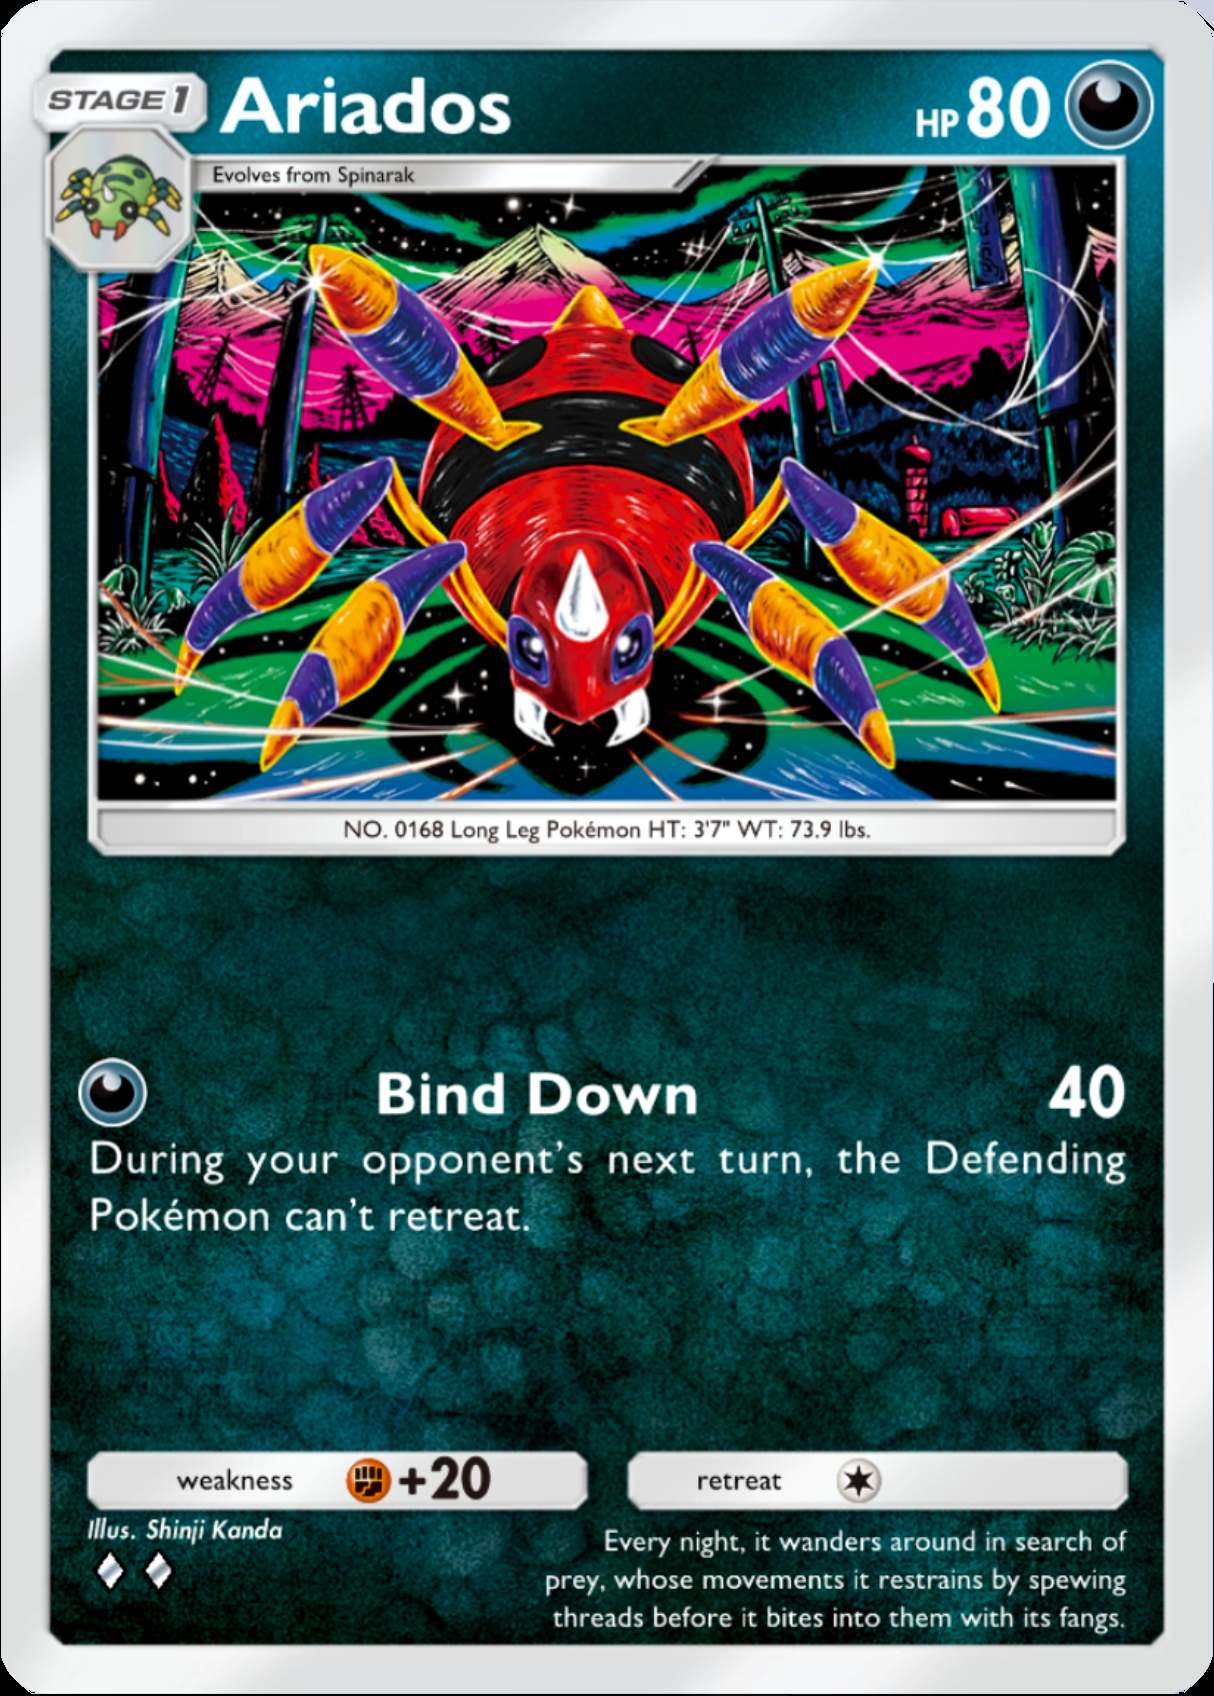 STAGE 1
Ariados
HP 80
Evolves from Spinarak
NO. 0168 Long Leg Pokémon HT: 3'7" WT: 73.9 lbs.
Bind Down 40
During your opponent's next turn, the Defending
Pokémon can't retreat.
weakness +20
retreat
Illus. Shinji Kanda
Every night, it wanders around in search of
prey, whose movements it restrains by spewing
threads before it bites into them with its fangs.